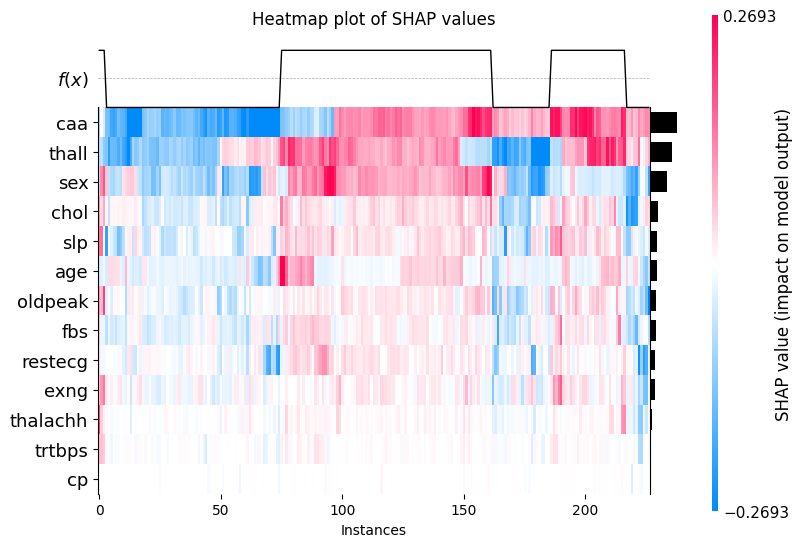 Heatmap plot of SHAP values
f(x)
caa
thall
sex
chol
slp
age
oldpeak
fbs
restecg
exng
thalachh
trtbps
cp
0 50 100 150 200
Instances
0.2693
SHAP value (impact on model output)
−0.2693